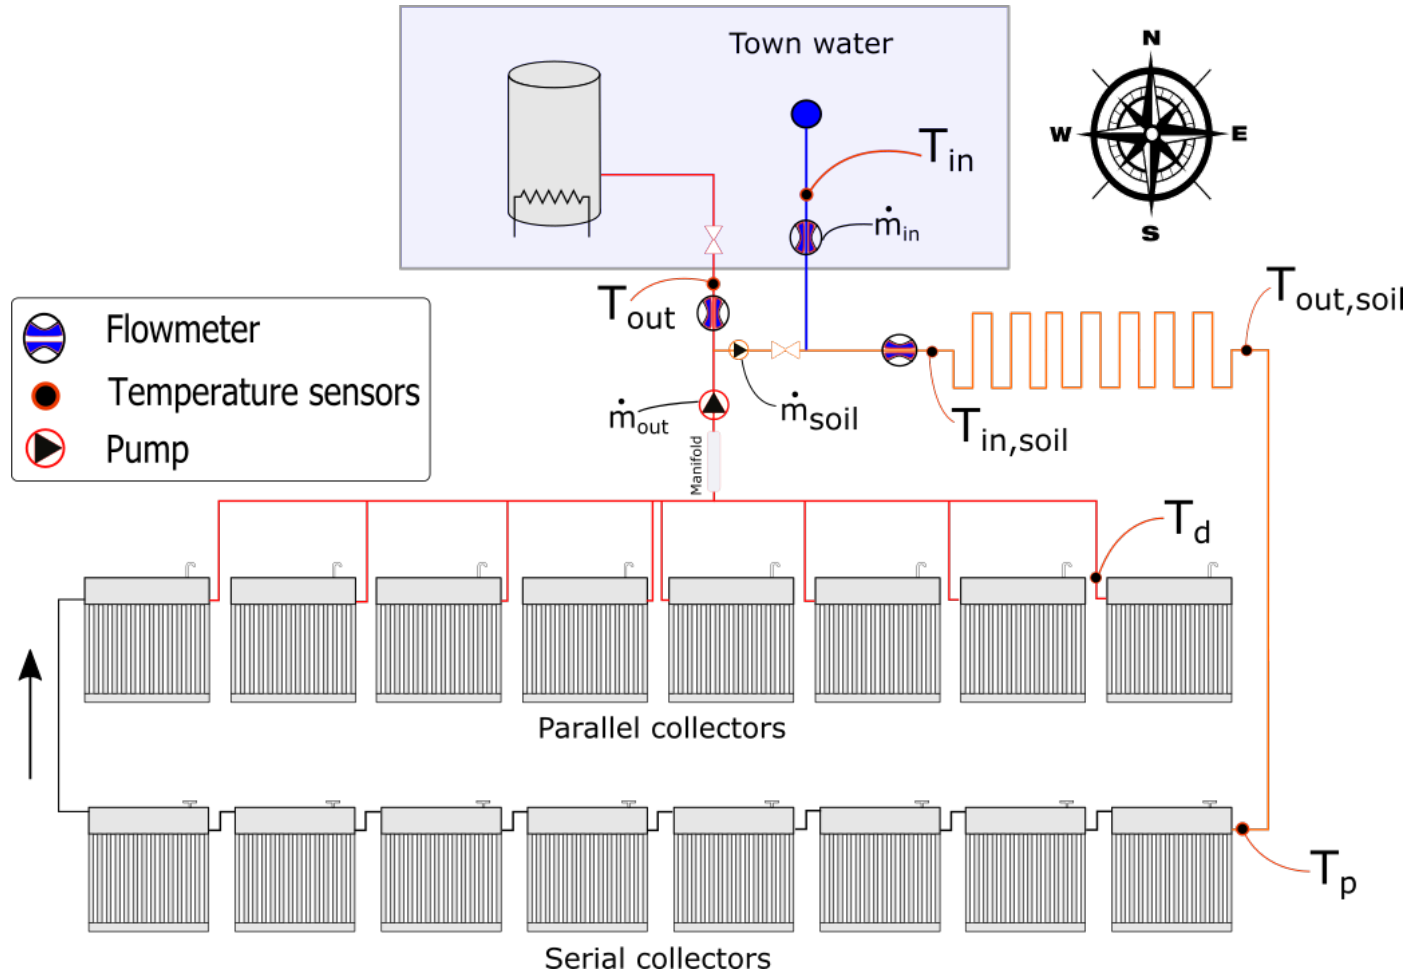 Town water
N
W
E
S
T_in
ṁ_in
T_out
T_out,soil
Flowmeter
Temperature sensors
Pump
ṁ_out
ṁ_soil
T_in,soil
Manifold
T_d
Parallel collectors
T_p
Serial collectors